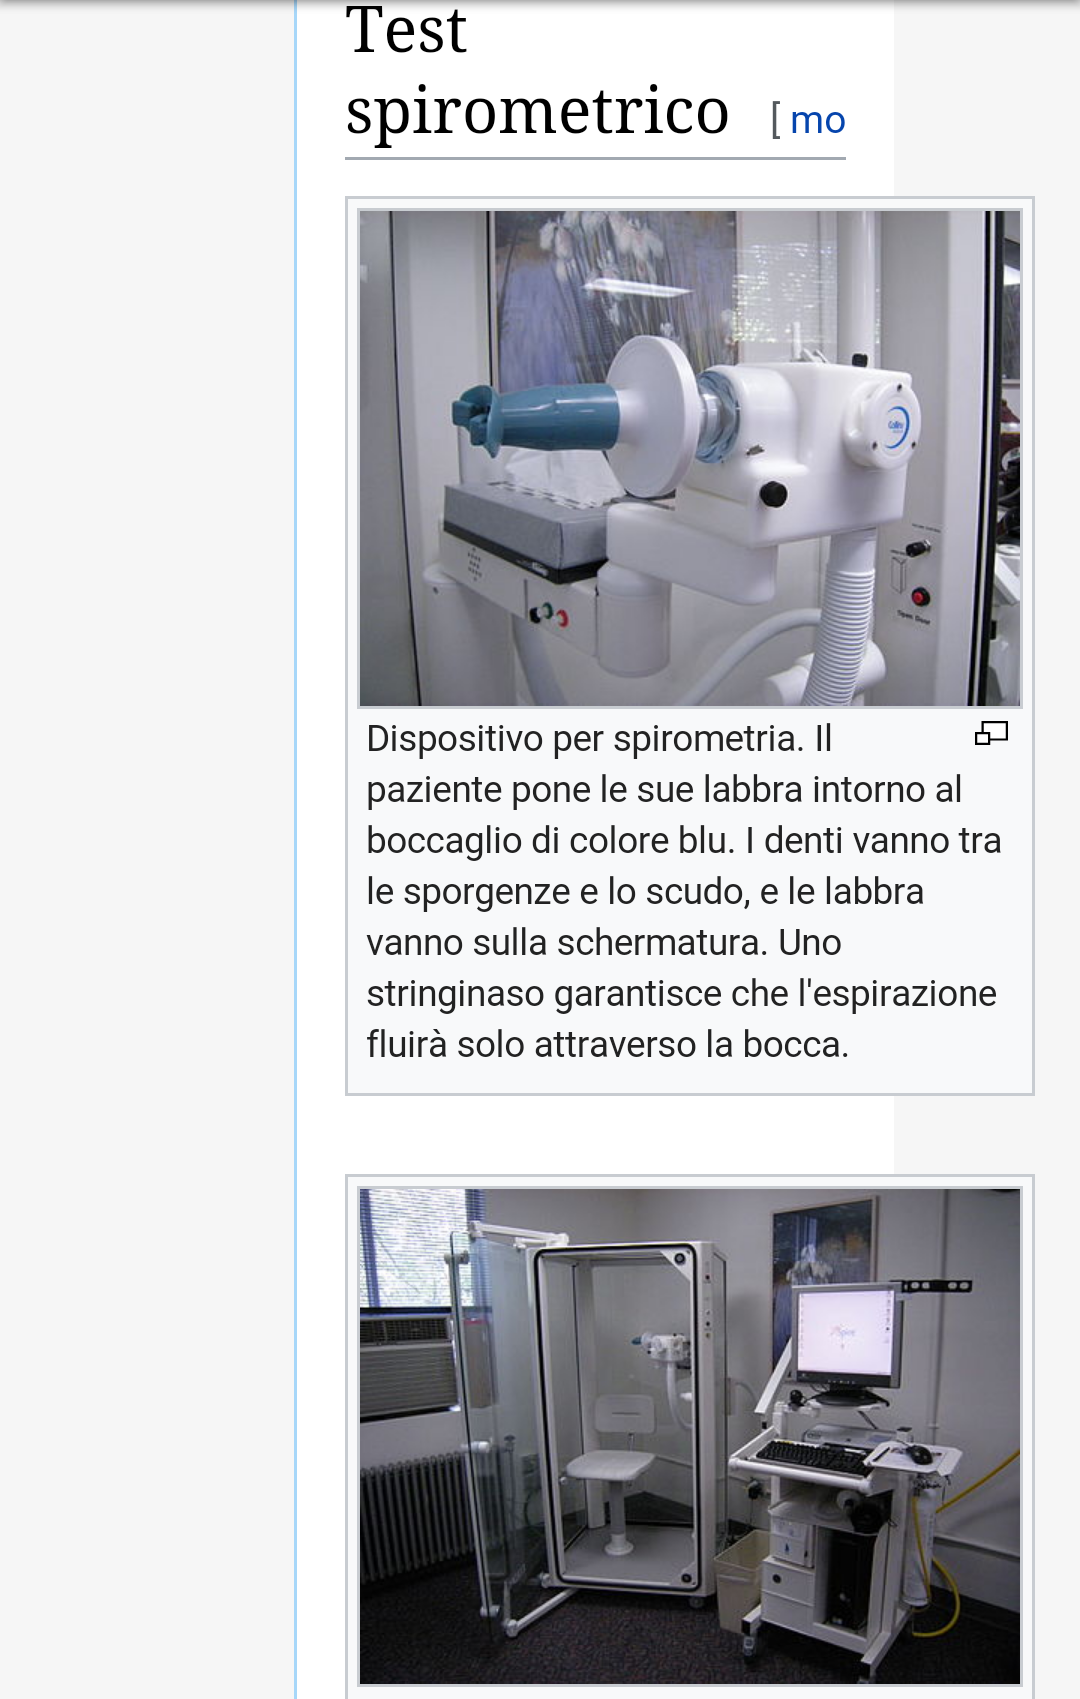 Test
spirometrico [ mo
Open Door
Dispositivo per spirometria. Il
paziente pone le sue labbra intorno al
boccaglio di colore blu. I denti vanno tra
le sporgenze e lo scudo, e le labbra
vanno sulla schermatura. Uno
stringinaso garantisce che l'espirazione
fluirà solo attraverso la bocca.